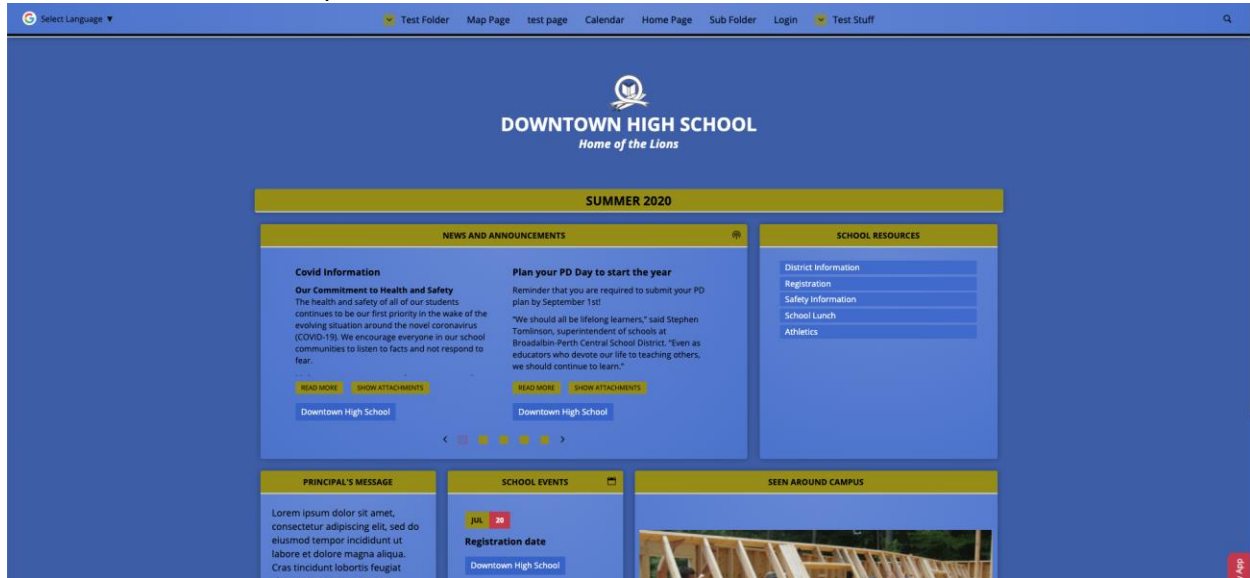 Select Language ▼
Test Folder
Map Page
test page
Calendar
Home Page
Sub Folder
Login
Test Stuff
DOWNTOWN HIGH SCHOOL
Home of the Lions
SUMMER 2020
NEWS AND ANNOUNCEMENTS
Covid Information
Our Commitment to Health and Safety
The health and safety of all of our students
continues to be our first priority in the wake of the
evolving situation around the novel coronavirus
(COVID-19). We encourage everyone in our school
communities to listen to facts and not respond to
fear.
READ MORE
SHOW ATTACHMENTS
Downtown High School
Plan your PD Day to start the year
Reminder that you are required to submit your PD
plan by September 1st!
"We should all be lifelong learners," said Stephen
Tomlinson, superintendent of schools at
Broadalbin-Perth Central School District. "Even as
educators who devote our life to teaching others,
we should continue to learn."
READ MORE
SHOW ATTACHMENTS
Downtown High School
SCHOOL RESOURCES
District Information
Registration
Safety Information
School Lunch
Athletics
PRINCIPAL'S MESSAGE
Lorem ipsum dolor sit amet,
consectetur adipiscing elit, sed do
eiusmod tempor incididunt ut
labore et dolore magna aliqua.
Cras tincidunt lobortis feugiat
SCHOOL EVENTS
JUL 20
Registration date
Downtown High School
SEEN AROUND CAMPUS
App